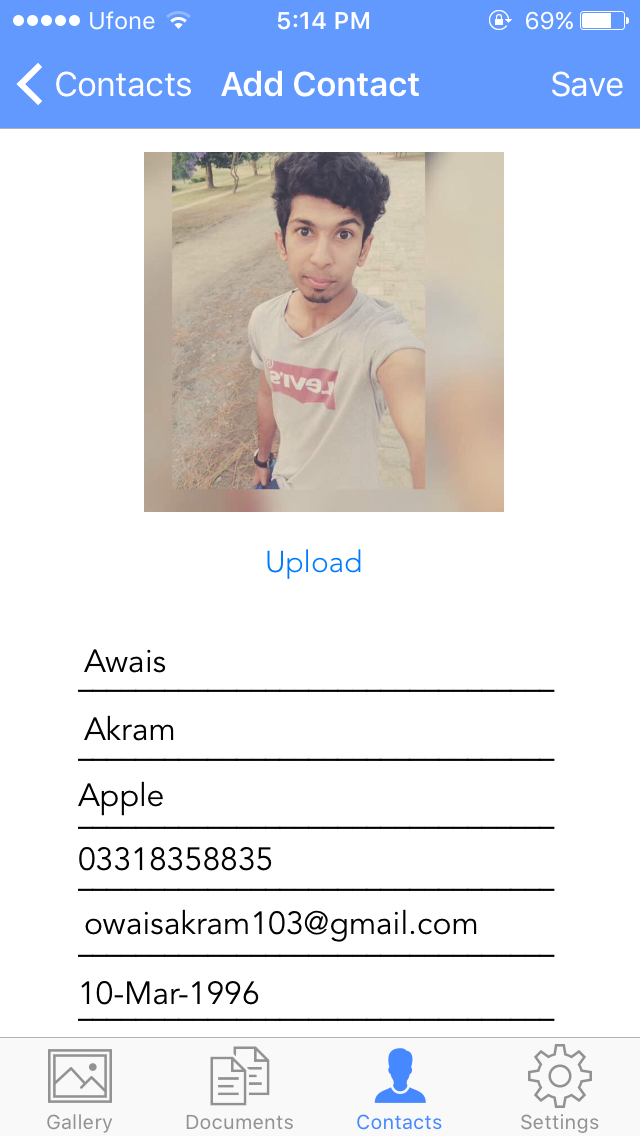 Ufone 5:14 PM 69%
Contacts Add Contact Save
LEVI'S
Upload
Awais
Akram
Apple
03318358835
owaisakram103@gmail.com
10-Mar-1996
Gallery Documents Contacts Settings